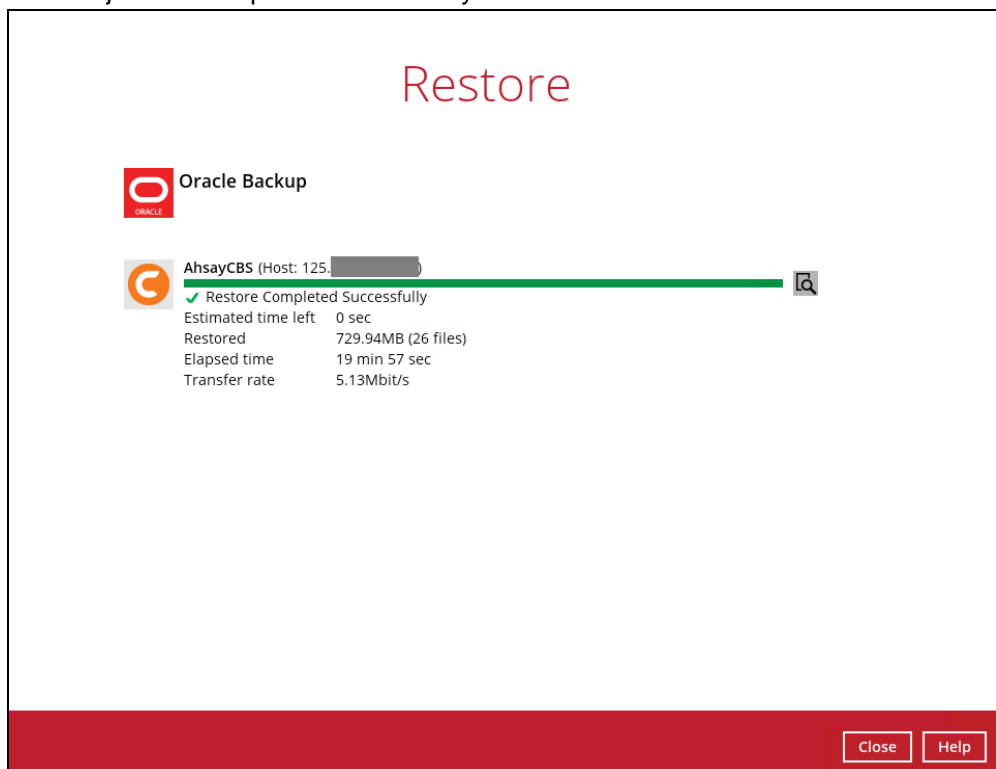 Restore
Oracle Backup
ORACLE
AhsayCBS (Host: 125. )
Restore Completed Successfully
Estimated time left 0 sec
Restored 729.94MB (26 files)
Elapsed time 19 min 57 sec
Transfer rate 5.13Mbit/s
Close Help